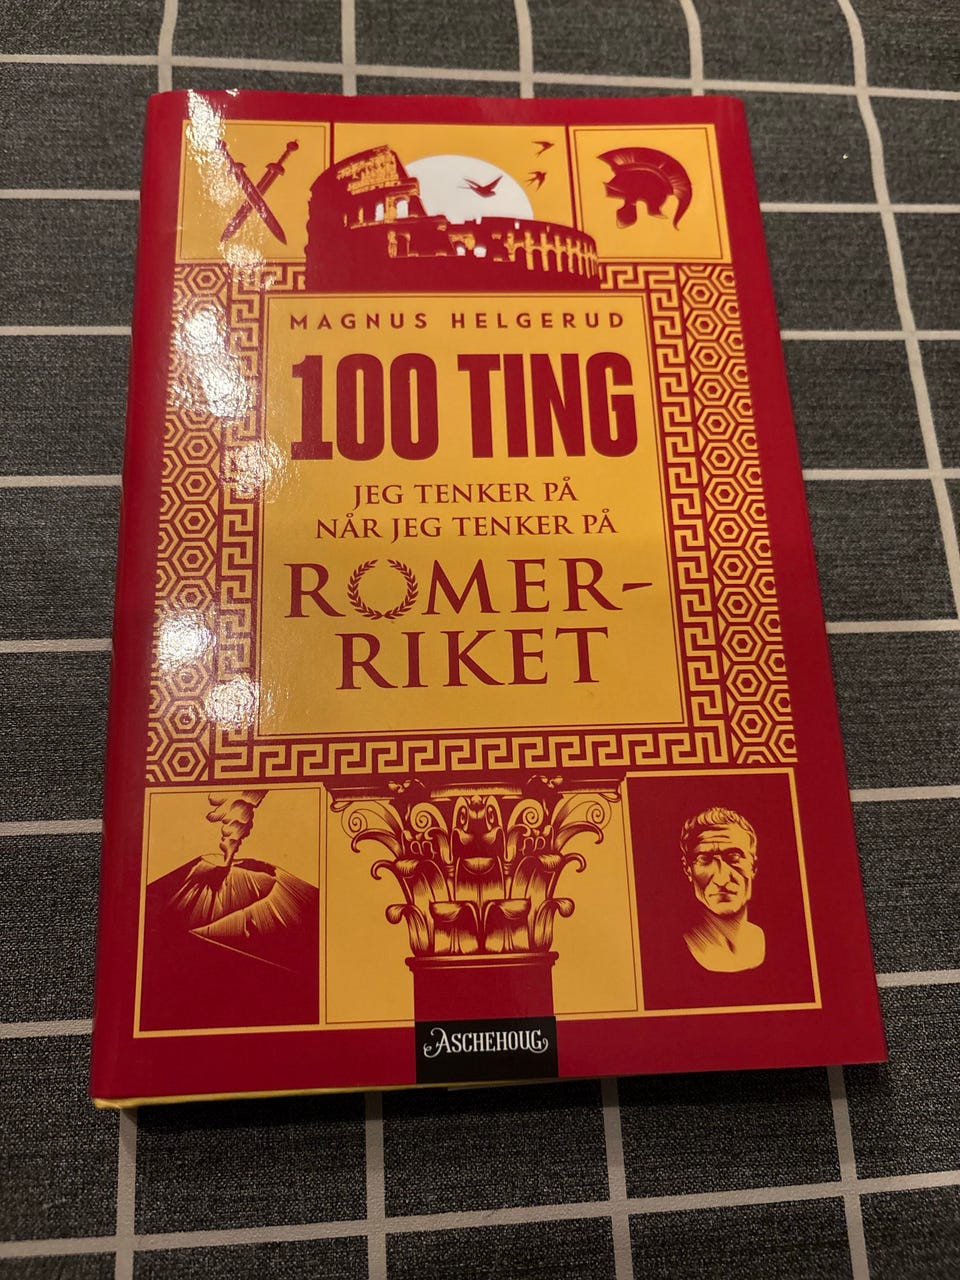 MAGNUS HELGERUD
100 TING
JEG TENKER PÅ
NÅR JEG TENKER PÅ
ROMER-
RIKET
ASCHEHOUG